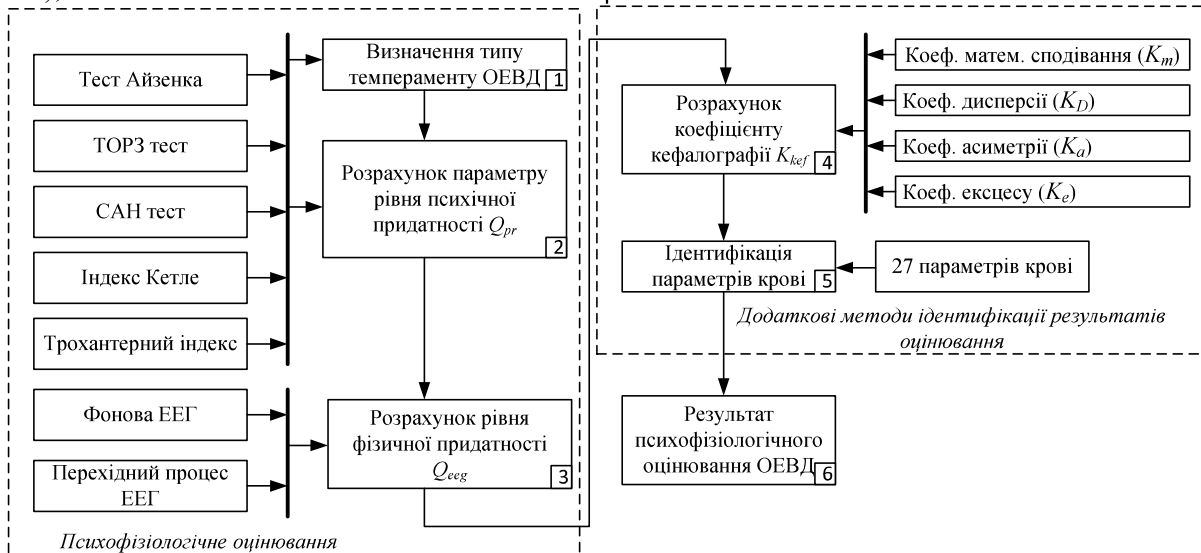 Тест Айзенка
ТОРЗ тест
САН тест
Індекс Кетле
Трохантерний індекс
Фонова ЕЕГ
Перехідний процес
ЕЕГ
Визначення типу
темпераменту ОЕВД 1
Розрахунок параметру
рівня психічної
придатності Qpr
2
Розрахунок рівня
фізичної придатності
Qeeg 3
Психофізіологічне оцінювання
Розрахунок
коефіцієнту
кефалографії Kkef 4
Коеф. матем. сподівання (Km)
Коеф. дисперсії (KD)
Коеф. асиметрії (Ka)
Коеф. ексцесу (Ke)
Ідентифікація
параметрів крові 5
27 параметрів крові
Додаткові методи ідентифікації результатів
оцінювання
Результат
психофізіологічного
оцінювання ОЕВД 6